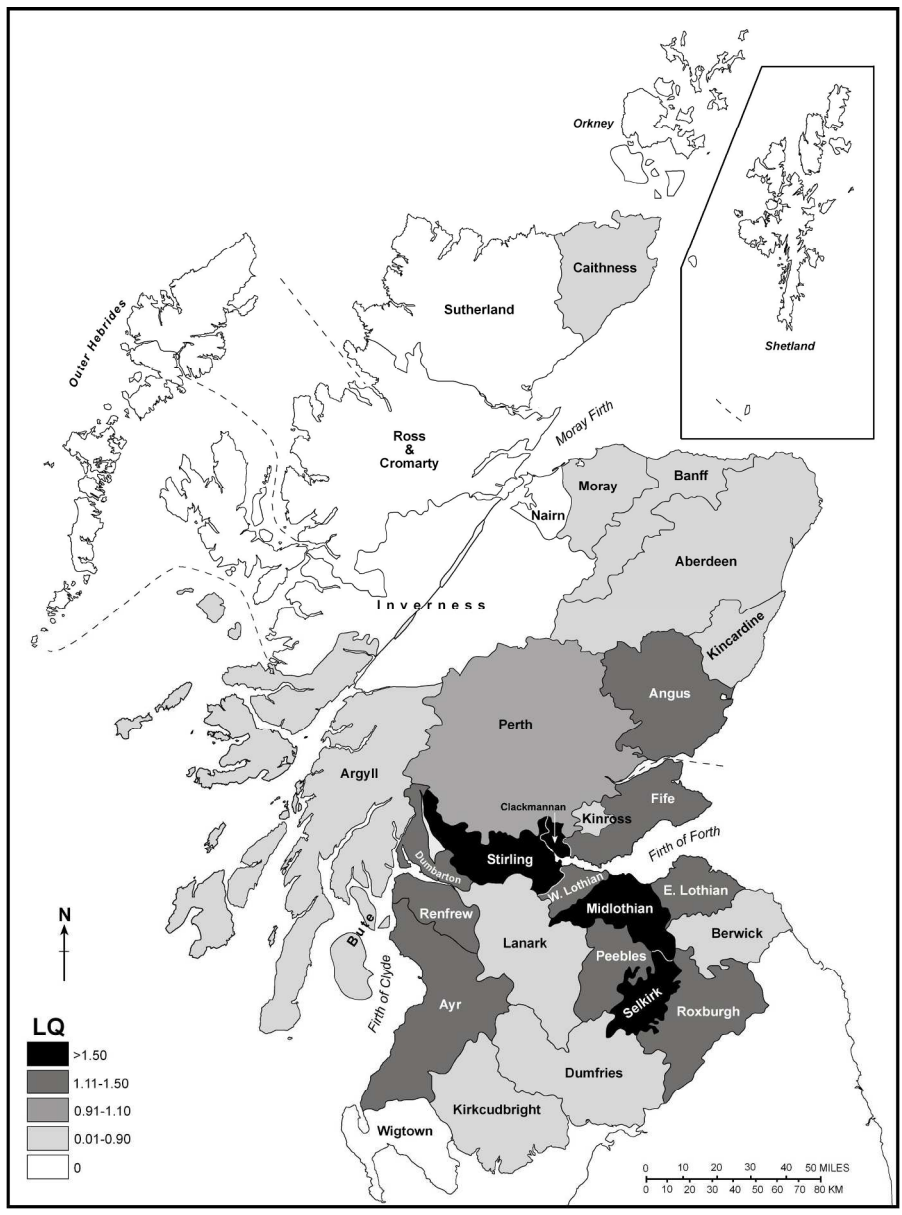 Orkney
Caithness
Sutherland
Outer Hebrides
Shetland
Moray Firth
Ross
&
Cromarty
Banff
Moray
Nairn
Aberdeen
Inverness
Kincardine
Angus
Perth
Argyll
Clackmannan
Fife
Kinross
Firth of Forth
Stirling
Dumbarton
W. Lothian
E. Lothian
Midlothian
Renfrew
Bute
Berwick
Lanark
Peebles
N
Firth of Clyde
Selkirk
Ayr
Roxburgh
LQ
>1.50
1.11-1.50
0.91-1.10
0.01-0.90
0
Dumfries
Kirkcudbright
Wigtown
0 10 20 30 40 50 MILES
0 10 20 30 40 50 60 70 80 KM